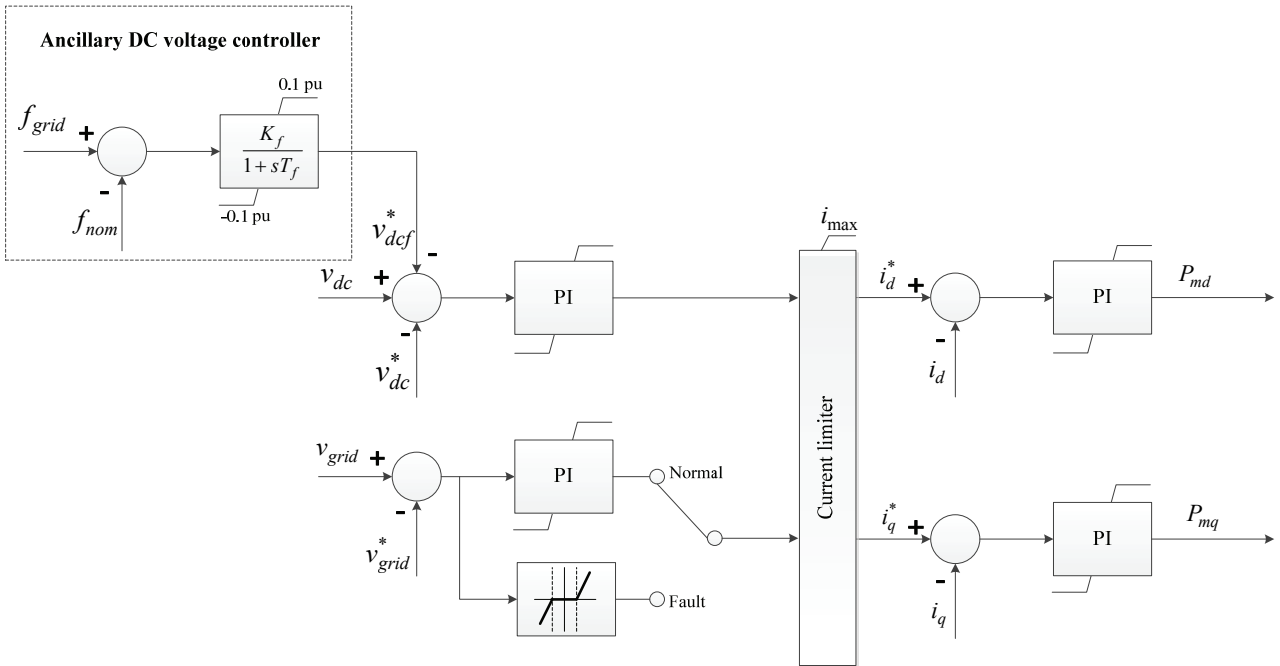 Ancillary DC voltage controller
0.1 pu
f_grid
+
K_f
1 + sT_f
-
f_nom
-0.1 pu
v*_dcf
-
v_dc
+
PI
i_max
i*_d
+
PI
P_md
-
v*_dc
-
i_d
v_grid
+
PI
Normal
Current limiter
-
v*_grid
i*_q
+
PI
P_mq
Fault
-
i_q